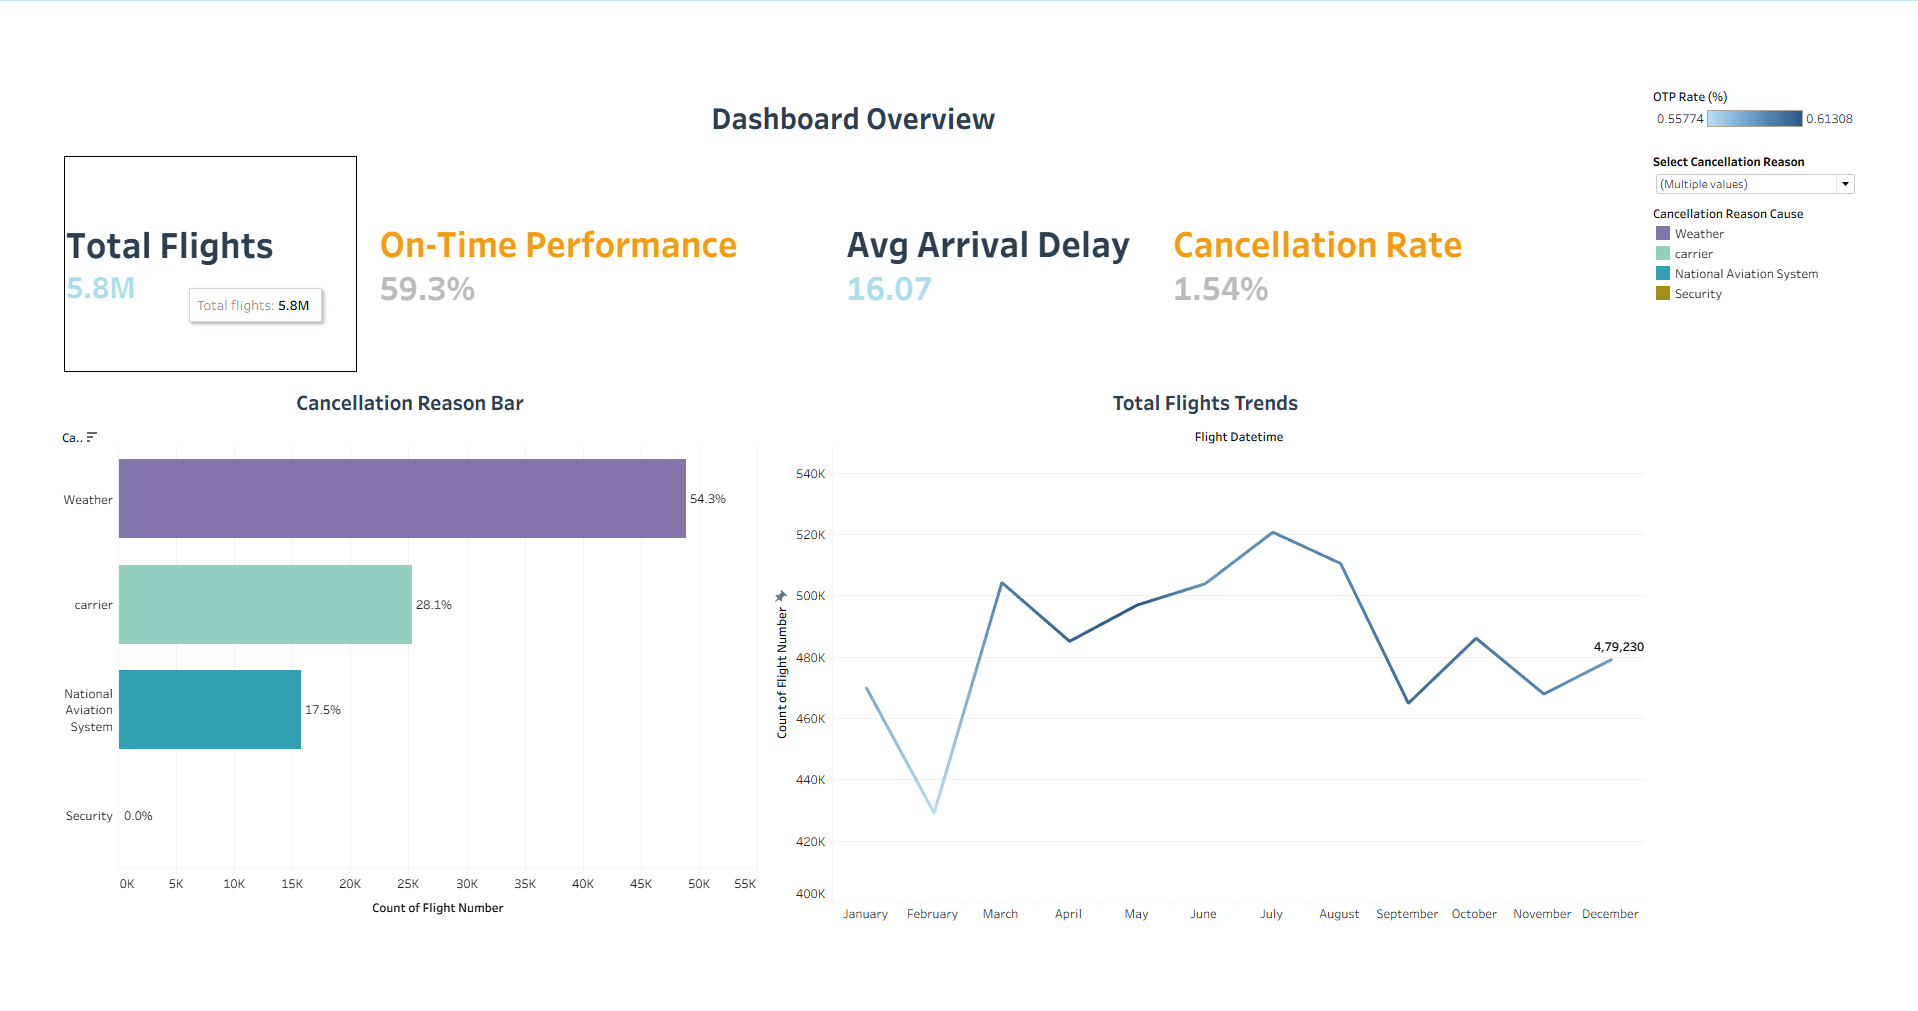 Dashboard Overview
OTP Rate (%)
0.55774 0.61308
Select Cancellation Reason
(Multiple values)
Cancellation Reason Cause
Weather
carrier
National Aviation System
Security
Total Flights
5.8M
Total flights: 5.8M
On-Time Performance
59.3%
Avg Arrival Delay
16.07
Cancellation Rate
1.54%
Cancellation Reason Bar
Ca..
Weather
54.3%
carrier
28.1%
National
Aviation
System
17.5%
Security
0.0%
0K 5K 10K 15K 20K 25K 30K 35K 40K 45K 50K 55K
Count of Flight Number
Total Flights Trends
Flight Datetime
540K
520K
500K
480K
460K
440K
420K
400K
Count of Flight Number
4,79,230
January February March April May June July August September October November December